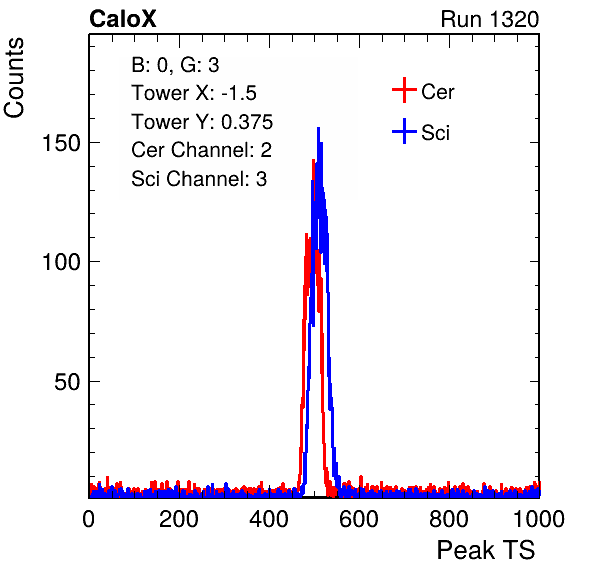 CaloX Run 1320
Counts
B: 0, G: 3
Tower X: -1.5
Tower Y: 0.375
Cer Channel: 2
Sci Channel: 3
Cer
Sci
150
100
50
0 200 400 600 800 1000
Peak TS